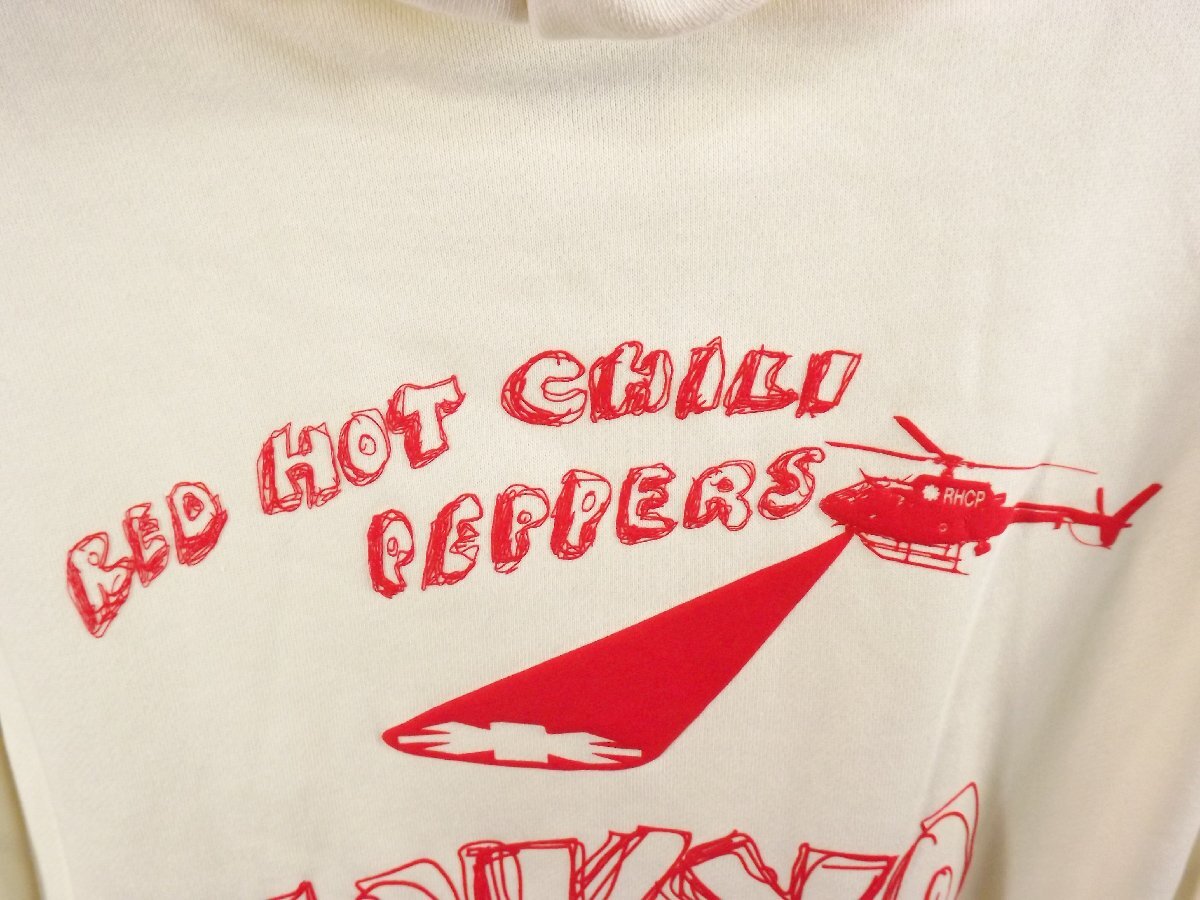 RED HOT CHILI
PEPPERS
RHCP